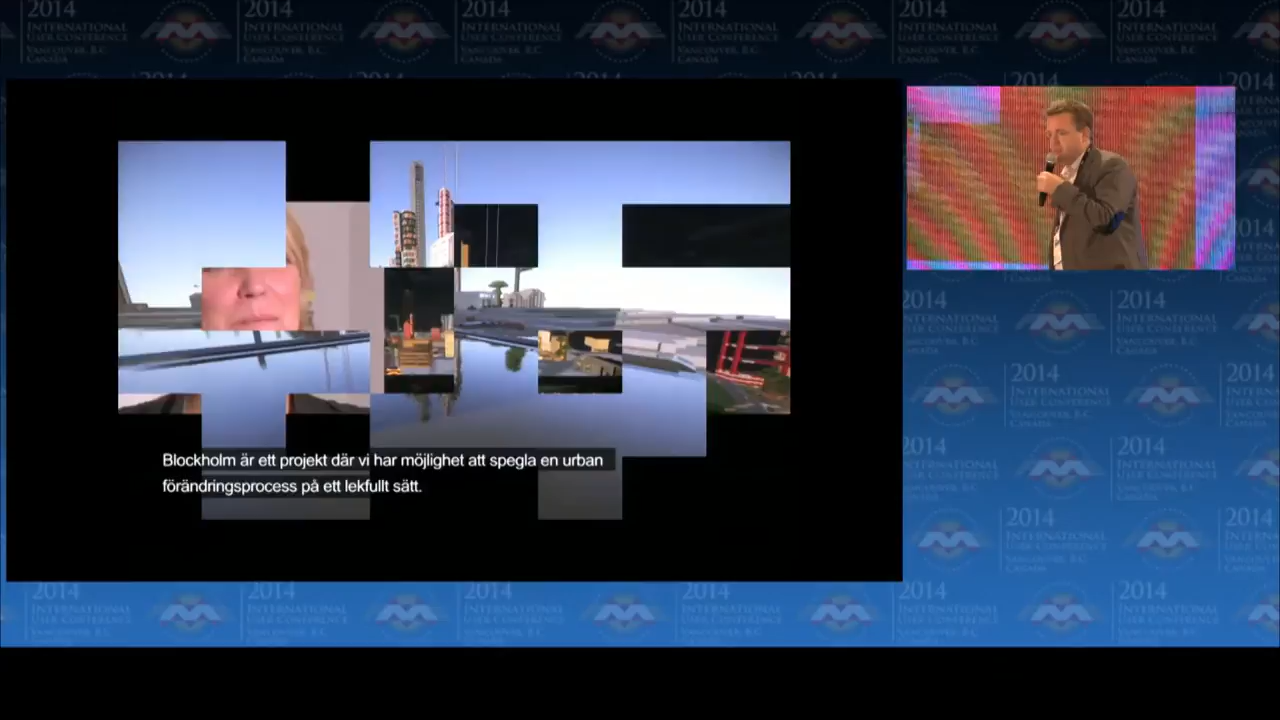 2014
INTERNATIONAL
USER CONFERENCE
VANCOUVER, B.C.
CANADA
Blockholm är ett projekt där vi har möjlighet att spegla en urban
förändringsprocess på ett lekfullt sätt.